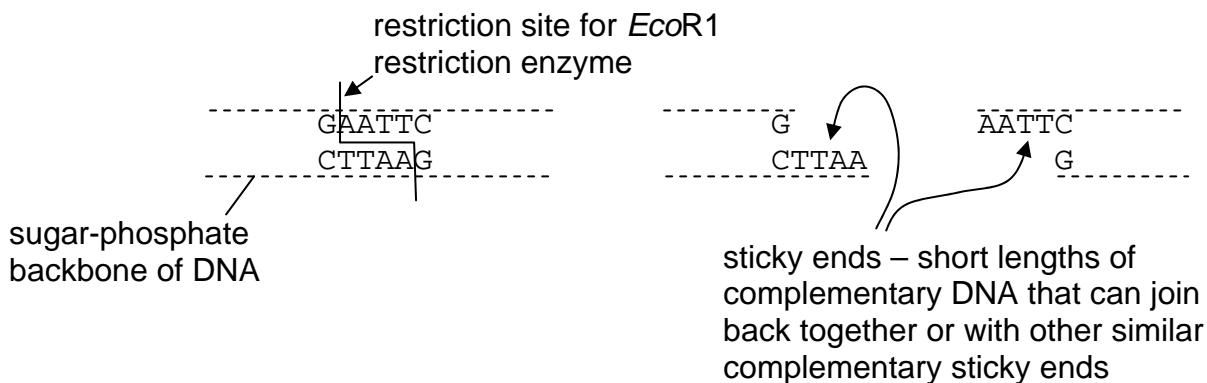 restriction site for EcoR1
restriction enzyme
GAATTC
CTTAAG
G
CTTAA
AATTC
G
sugar-phosphate
backbone of DNA
sticky ends – short lengths of
complementary DNA that can join
back together or with other similar
complementary sticky ends